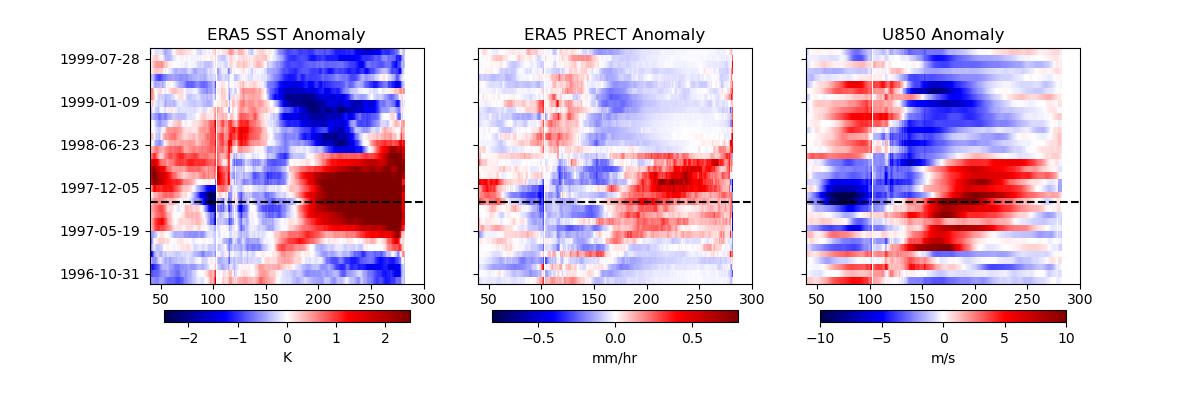 ERA5 SST Anomaly
ERA5 PRECT Anomaly
U850 Anomaly
1999-07-28
1999-01-09
1998-06-23
1997-12-05
1997-05-19
1996-10-31
50 100 150 200 250 300
50 100 150 200 250 300
50 100 150 200 250 300
−2 −1 0 1 2
−0.5 0.0 0.5
−10 −5 0 5 10
K
mm/hr
m/s